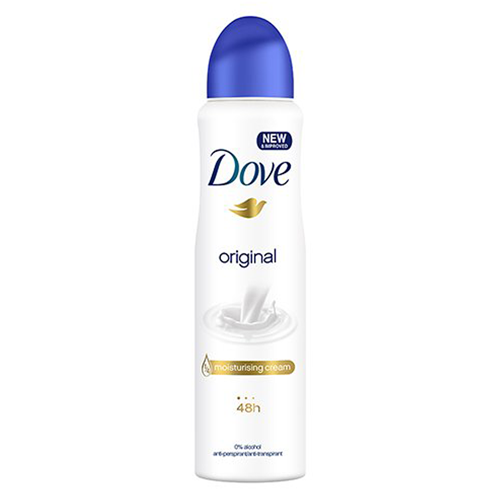 NEW
& IMPROVED
Dove
original
moisturising cream
48h
0% alcohol
anti-perspirant/anti-transpirant